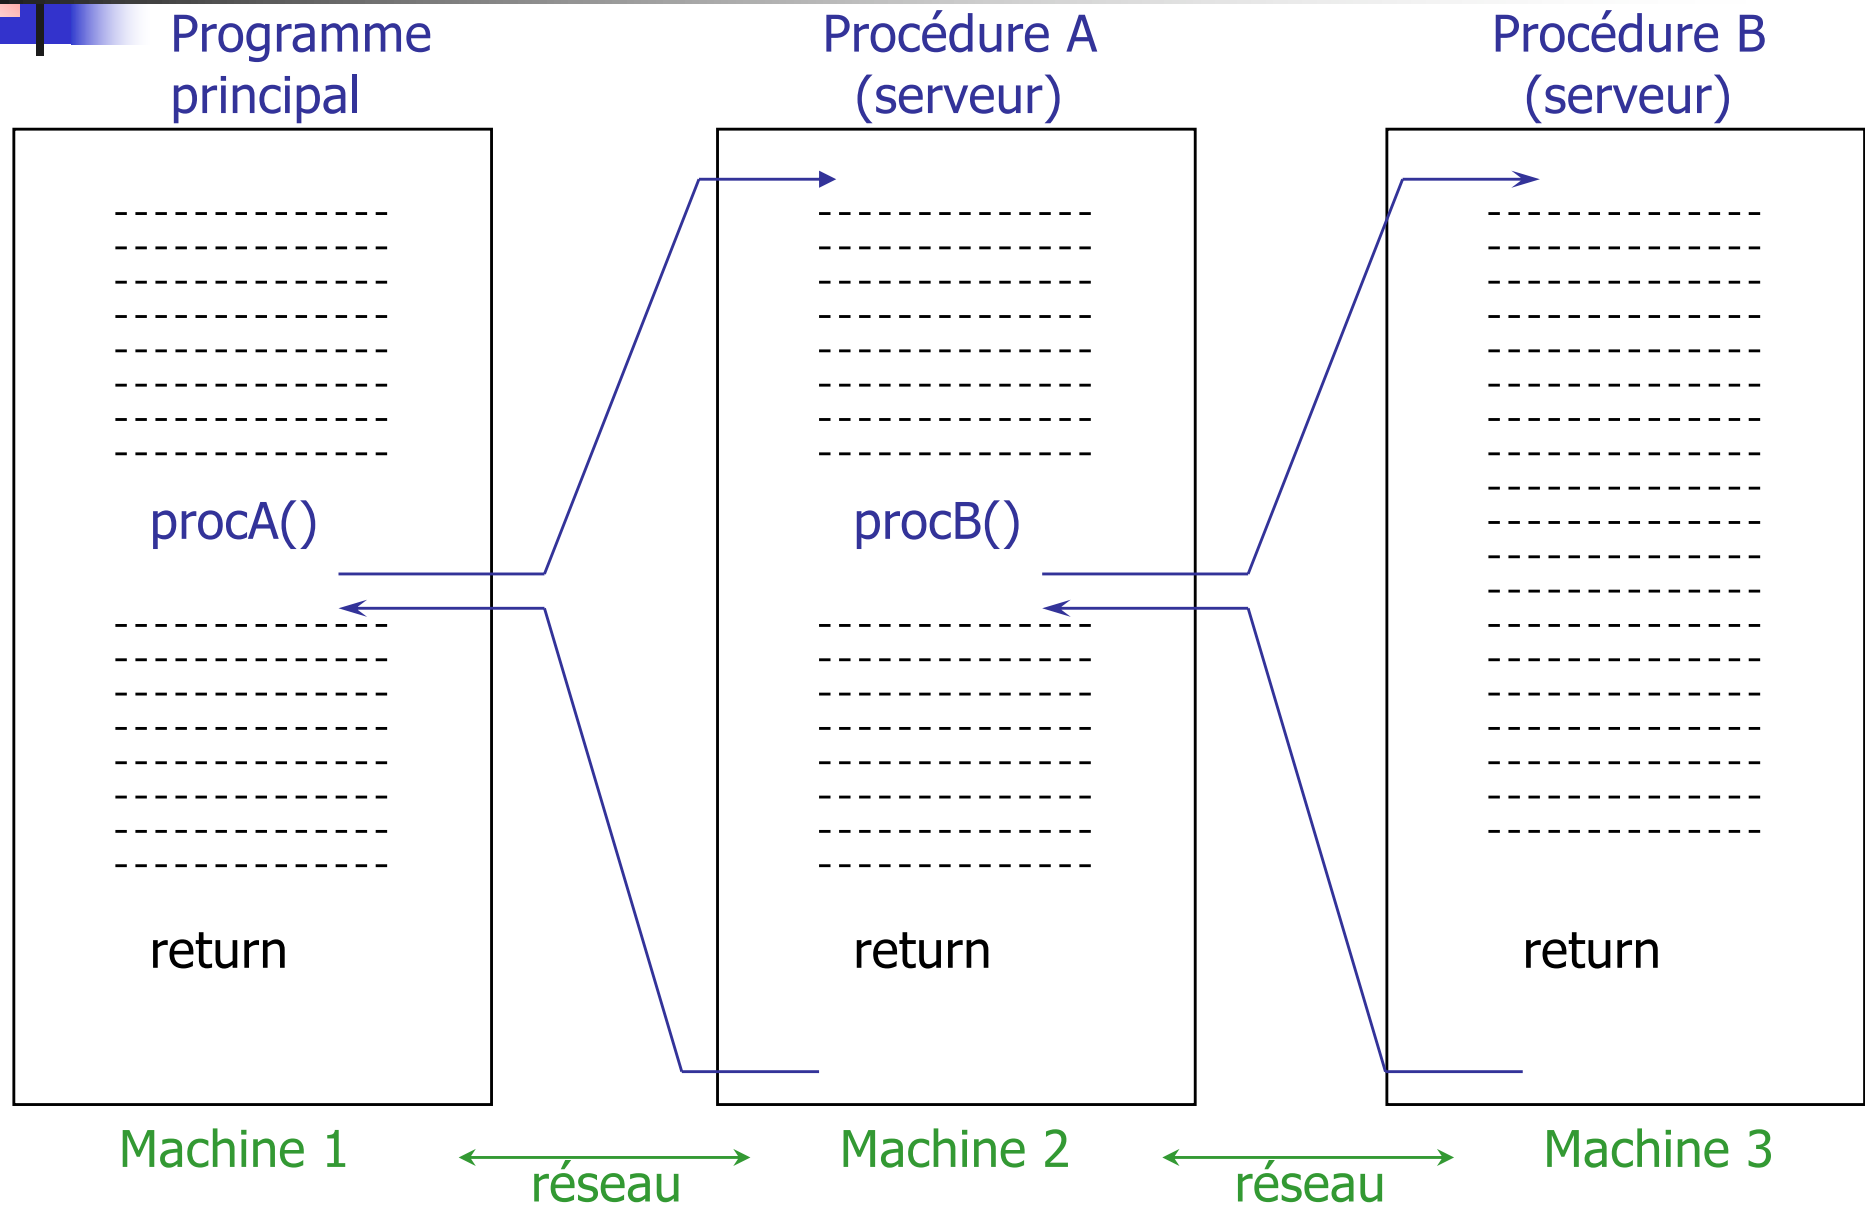 Programme
principal
Procédure A
(serveur)
Procédure B
(serveur)
procA()
procB()
return
return
return
Machine 1
réseau
Machine 2
réseau
Machine 3